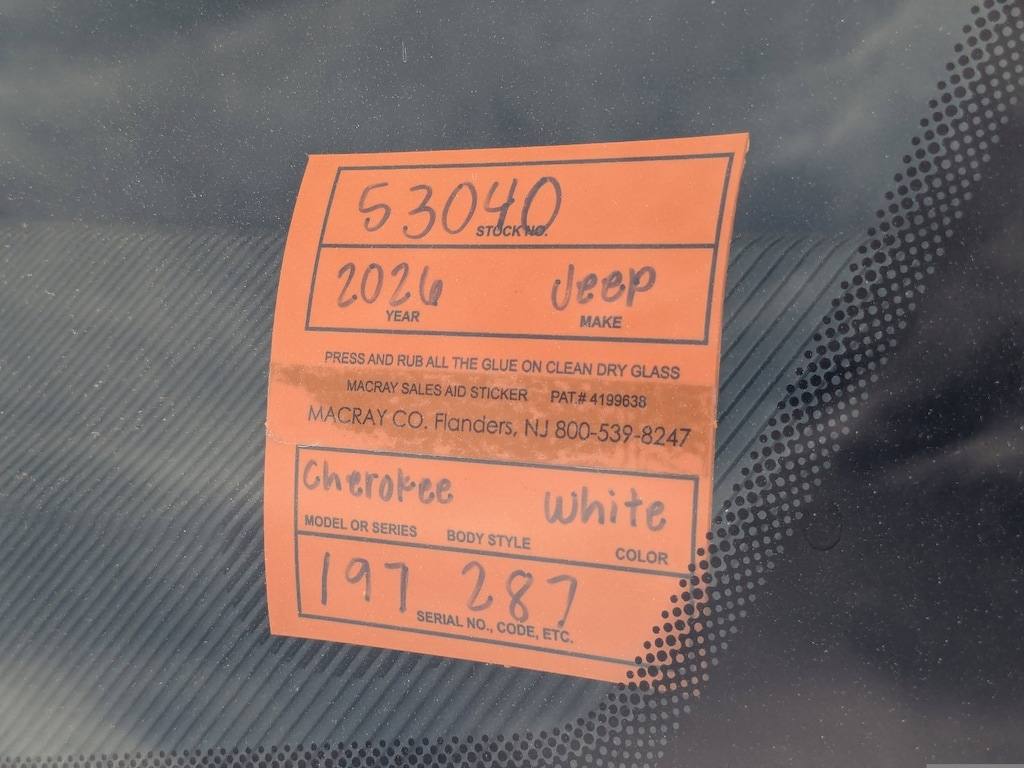 53040
STOCK NO.
2026 Jeep
YEAR MAKE
PRESS AND RUB ALL THE GLUE ON CLEAN DRY GLASS
MACRAY SALES AID STICKER PAT.# 4199638
MACRAY CO. Flanders, NJ 800-539-8247
Cherokee White
MODEL OR SERIES BODY STYLE COLOR
197 287
SERIAL NO., CODE, ETC.